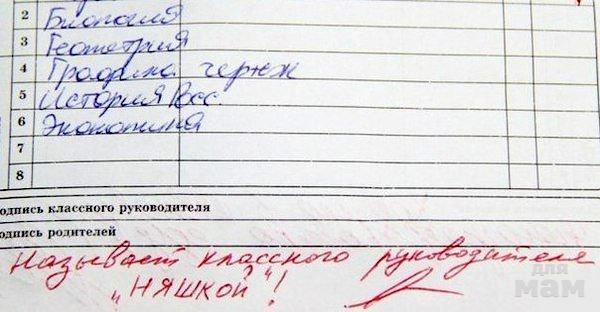 2 Биология
3 Геометрия
4 Графика чертеж
5 История Росс.
6 Экономика
7
8
одпись классного руководителя
одпись родителей
Называет классного руководителя
"НЯШКОЙ"!
для
мам